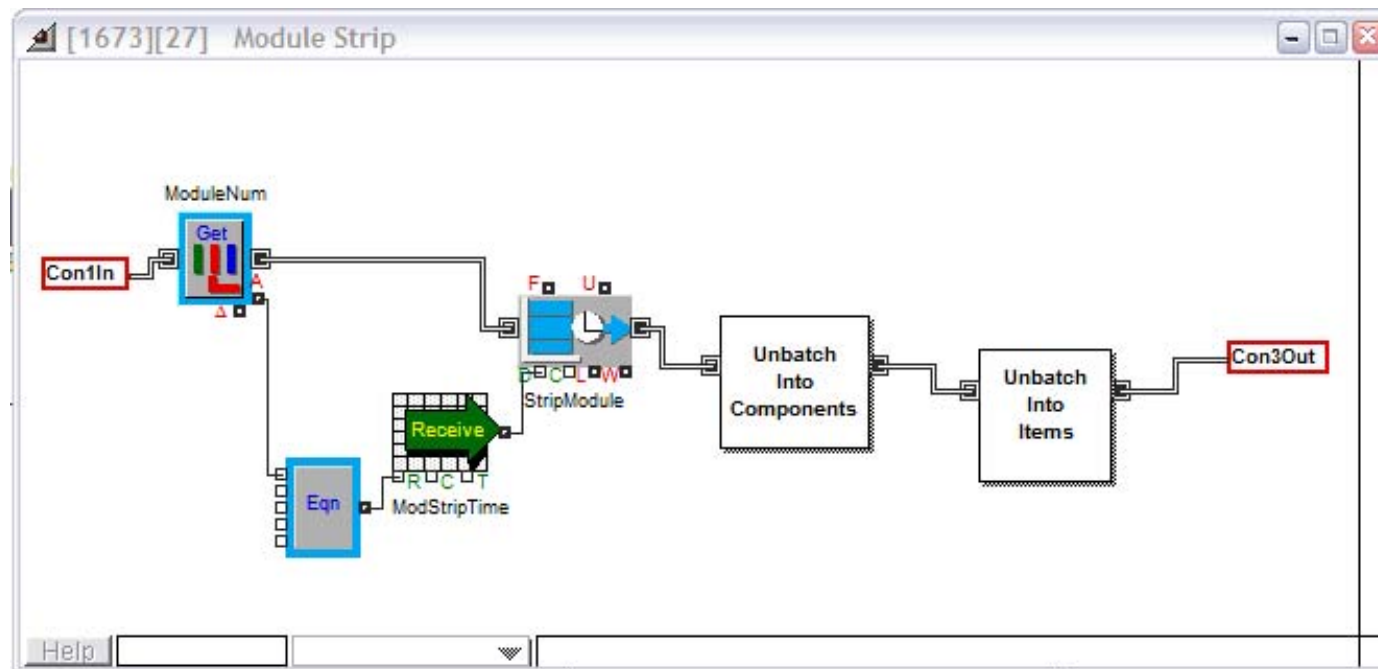 [1673][27] Module Strip
ModuleNum
Get
Con1In
A
Δ
F U
D C L W
StripModule
Unbatch
Into
Components
Unbatch
Into
Items
Con3Out
Receive
R C T
ModStripTime
Eqn
Help